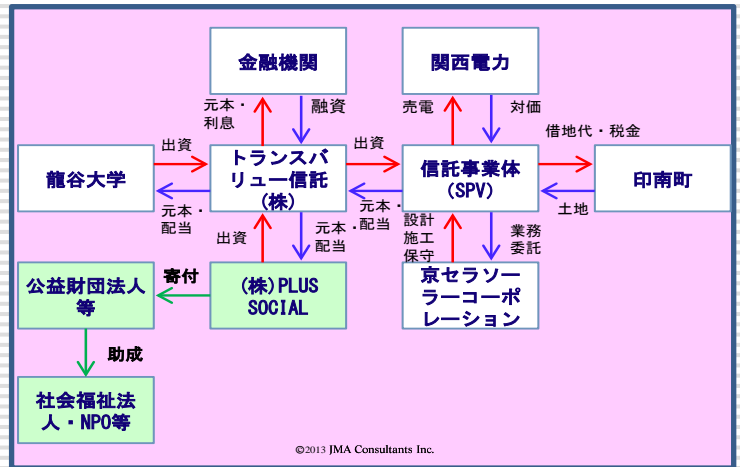 金融機関
関西電力
元本・
利息
融資
売電
対価
出資
出資
借地代・税金
龍谷大学
トランスバ
リュー信託
(株)
信託事業体
(SPV)
印南町
元本・
配当
元本・
配当
土地
出資
元本・
配当
設計
施工
保守
業務
委託
公益財団法人
等
寄付
(株)PLUS
SOCIAL
京セラソー
ラーコーポ
レーション
助成
社会福祉法
人・NPO等
©2013 JMA Consultants Inc.